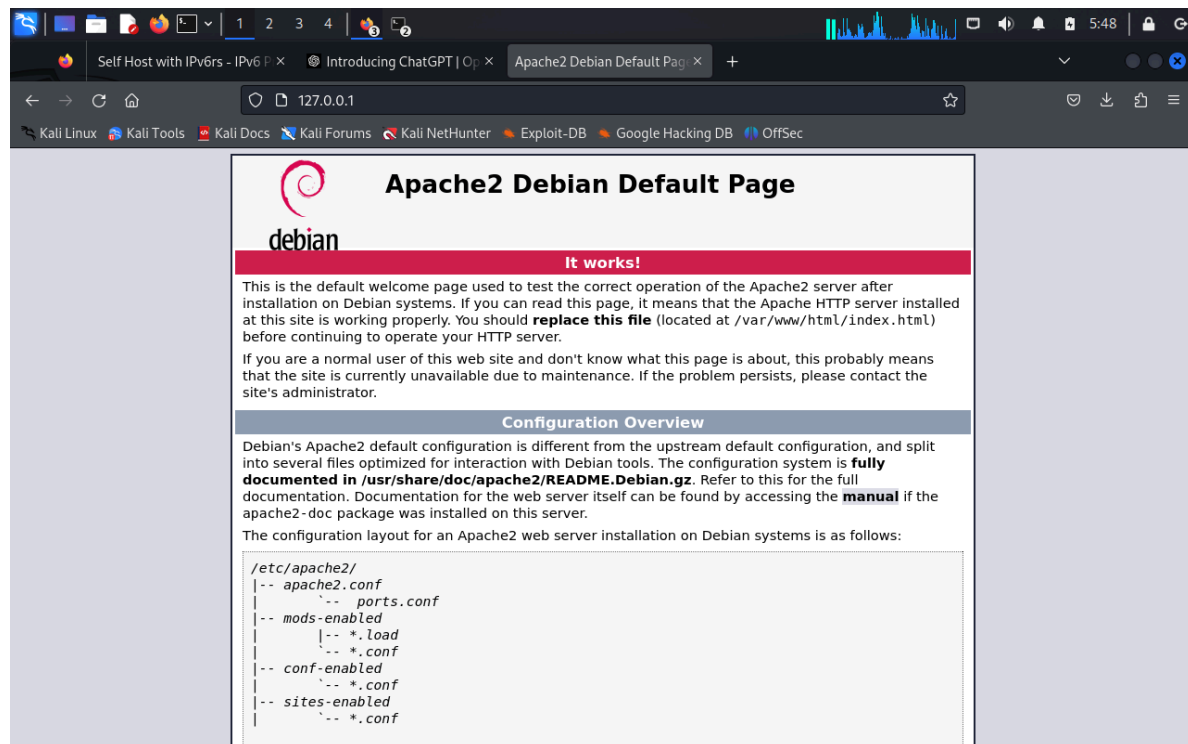 1 2 3 4 3 2 5:48
Self Host with IPv6rs - IPv6 P Introducing ChatGPT | Op Apache2 Debian Default Page
127.0.0.1
Kali Linux Kali Tools Kali Docs Kali Forums Kali NetHunter Exploit-DB Google Hacking DB OffSec
Apache2 Debian Default Page
debian
It works!
This is the default welcome page used to test the correct operation of the Apache2 server after
installation on Debian systems. If you can read this page, it means that the Apache HTTP server installed
at this site is working properly. You should replace this file (located at /var/www/html/index.html)
before continuing to operate your HTTP server.
If you are a normal user of this web site and don't know what this page is about, this probably means
that the site is currently unavailable due to maintenance. If the problem persists, please contact the
site's administrator.
Configuration Overview
Debian's Apache2 default configuration is different from the upstream default configuration, and split
into several files optimized for interaction with Debian tools. The configuration system is fully
documented in /usr/share/doc/apache2/README.Debian.gz. Refer to this for the full
documentation. Documentation for the web server itself can be found by accessing the manual if the
apache2-doc package was installed on this server.
The configuration layout for an Apache2 web server installation on Debian systems is as follows:
/etc/apache2/
|-- apache2.conf
|       `--  ports.conf
|-- mods-enabled
|       |-- *.load
|       `-- *.conf
|-- conf-enabled
|       `-- *.conf
|-- sites-enabled
|       `-- *.conf